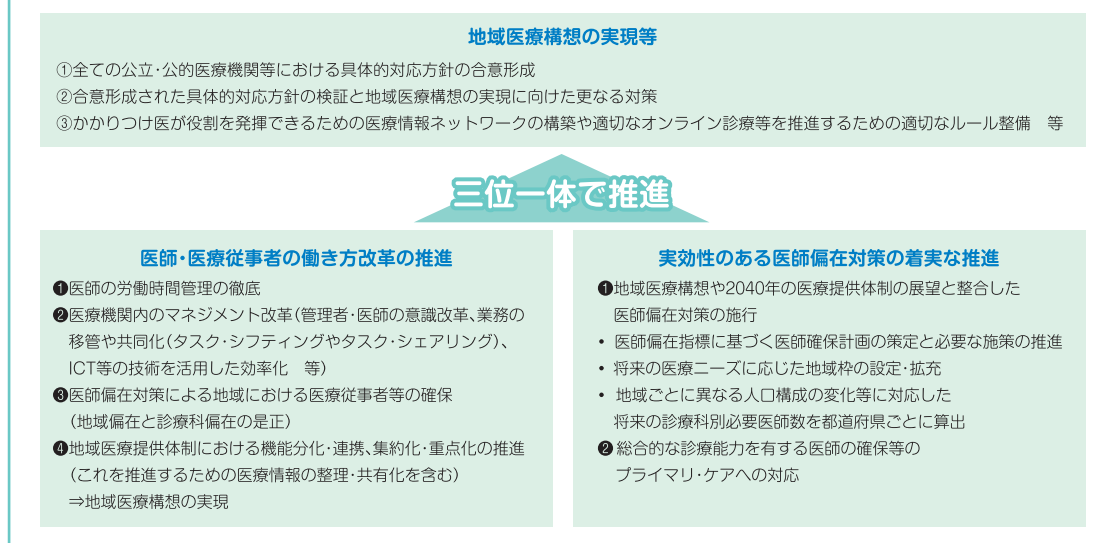 地域医療構想の実現等
①全ての公立・公的医療機関等における具体的対応方針の合意形成
②合意形成された具体的対応方針の検証と地域医療構想の実現に向けた更なる対策
③かかりつけ医が役割を発揮できるための医療情報ネットワークの構築や適切なオンライン診療等を推進するための適切なルール整備　等
三位一体で推進
医師・医療従事者の働き方改革の推進
❶医師の労働時間管理の徹底
❷医療機関内のマネジメント改革（管理者・医師の意識改革、業務の
移管や共同化（タスク・シフティングやタスク・シェアリング）、
ICT等の技術を活用した効率化　等）
❸医師偏在対策による地域における医療従事者等の確保
（地域偏在と診療科偏在の是正）
❹地域医療提供体制における機能分化・連携、集約化・重点化の推進
（これを推進するための医療情報の整理・共有化を含む）
⇒地域医療構想の実現
実効性のある医師偏在対策の着実な推進
❶地域医療構想や2040年の医療提供体制の展望と整合した
医師偏在対策の施行
• 医師偏在指標に基づく医師確保計画の策定と必要な施策の推進
• 将来の医療ニーズに応じた地域枠の設定・拡充
• 地域ごとに異なる人口構成の変化等に対応した
将来の診療科別必要医師数を都道府県ごとに算出
❷ 総合的な診療能力を有する医師の確保等の
プライマリ・ケアへの対応